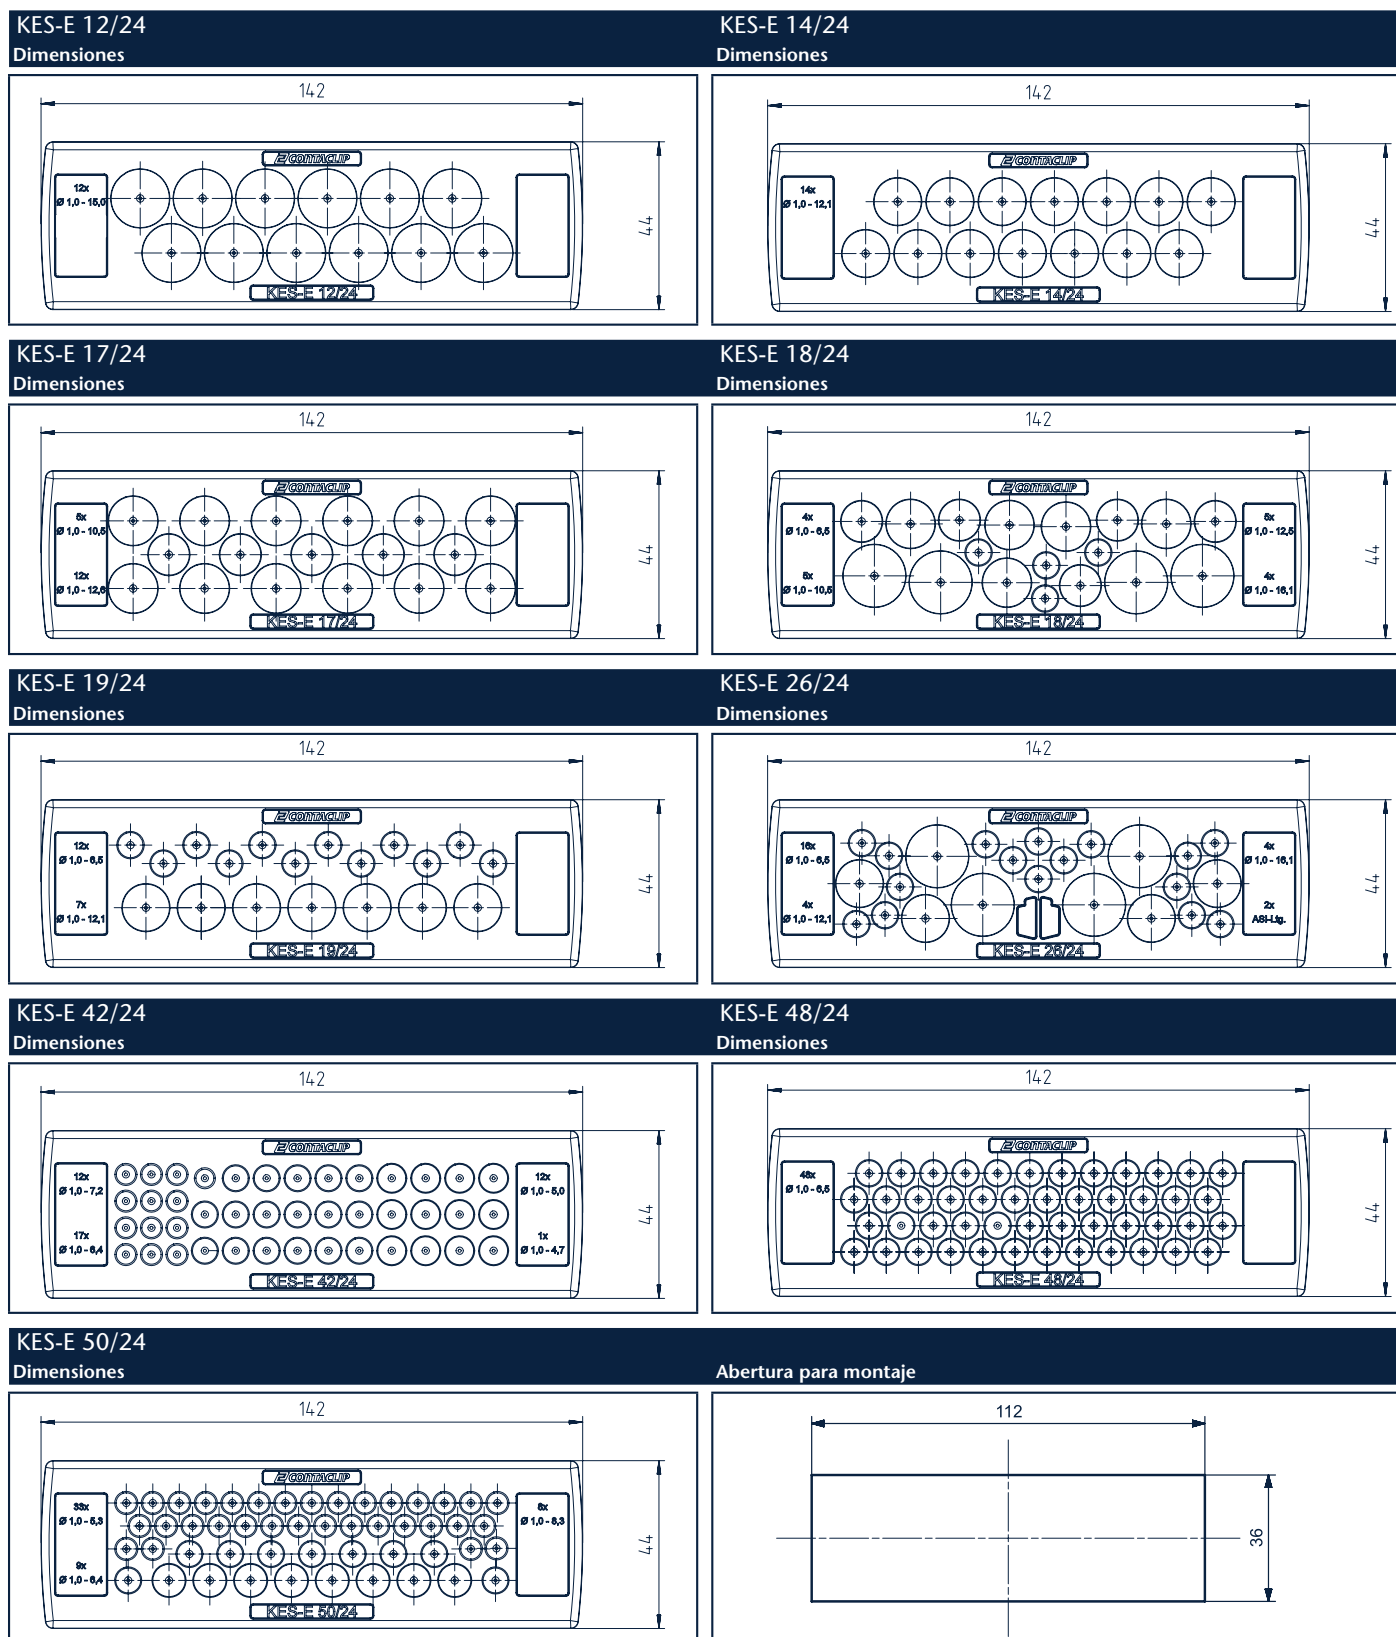 KES-E 12/24
Dimensiones
142
44
CONTACLIP
12x
Ø 1,0 - 15,0
KES-E 12/24
KES-E 14/24
Dimensiones
142
44
CONTACLIP
14x
Ø 1,0 - 12,1
KES-E 14/24
KES-E 17/24
Dimensiones
142
44
CONTACLIP
5x
Ø 1,0 - 10,5
12x
Ø 1,0 - 12,6
KES-E 17/24
KES-E 18/24
Dimensiones
142
44
CONTACLIP
4x
Ø 1,0 - 6,5
5x
Ø 1,0 - 10,5
5x
Ø 1,0 - 12,5
4x
Ø 1,0 - 16,1
KES-E 18/24
KES-E 19/24
Dimensiones
142
44
CONTACLIP
12x
Ø 1,0 - 6,5
7x
Ø 1,0 - 12,1
KES-E 19/24
KES-E 26/24
Dimensiones
142
44
CONTACLIP
16x
Ø 1,0 - 6,5
4x
Ø 1,0 - 12,1
4x
Ø 1,0 - 16,1
2x
ASI-Ltg.
KES-E 26/24
KES-E 42/24
Dimensiones
142
44
CONTACLIP
12x
Ø 1,0 - 7,2
17x
Ø 1,0 - 6,4
12x
Ø 1,0 - 5,0
1x
Ø 1,0 - 4,7
KES-E 42/24
KES-E 48/24
Dimensiones
142
44
CONTACLIP
48x
Ø 1,0 - 6,5
KES-E 48/24
KES-E 50/24
Dimensiones
142
44
CONTACLIP
33x
Ø 1,0 - 5,3
9x
Ø 1,0 - 6,4
8x
Ø 1,0 - 8,3
KES-E 50/24
Abertura para montaje
112
36